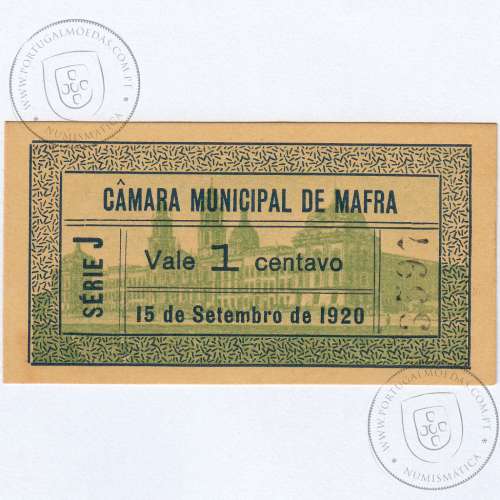 WWW.PORTUGALMOEDAS.COM.PT
NUMISMÁTICA
CÂMARA MUNICIPAL DE MAFRA
SÉRIE J
Vale 1 centavo
15 de Setembro de 1920
WWW.PORTUGALMOEDAS.COM.PT
NUMISMÁTICA